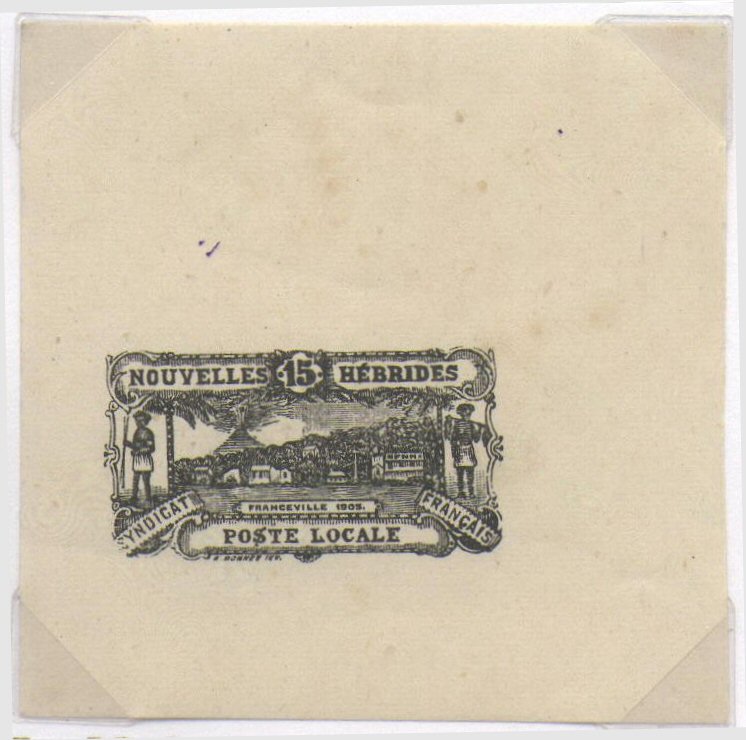 NOUVELLES 15 HÉBRIDES
SYNDICAT FRANÇAIS
FRANCEVILLE 1903.
POSTE LOCALE